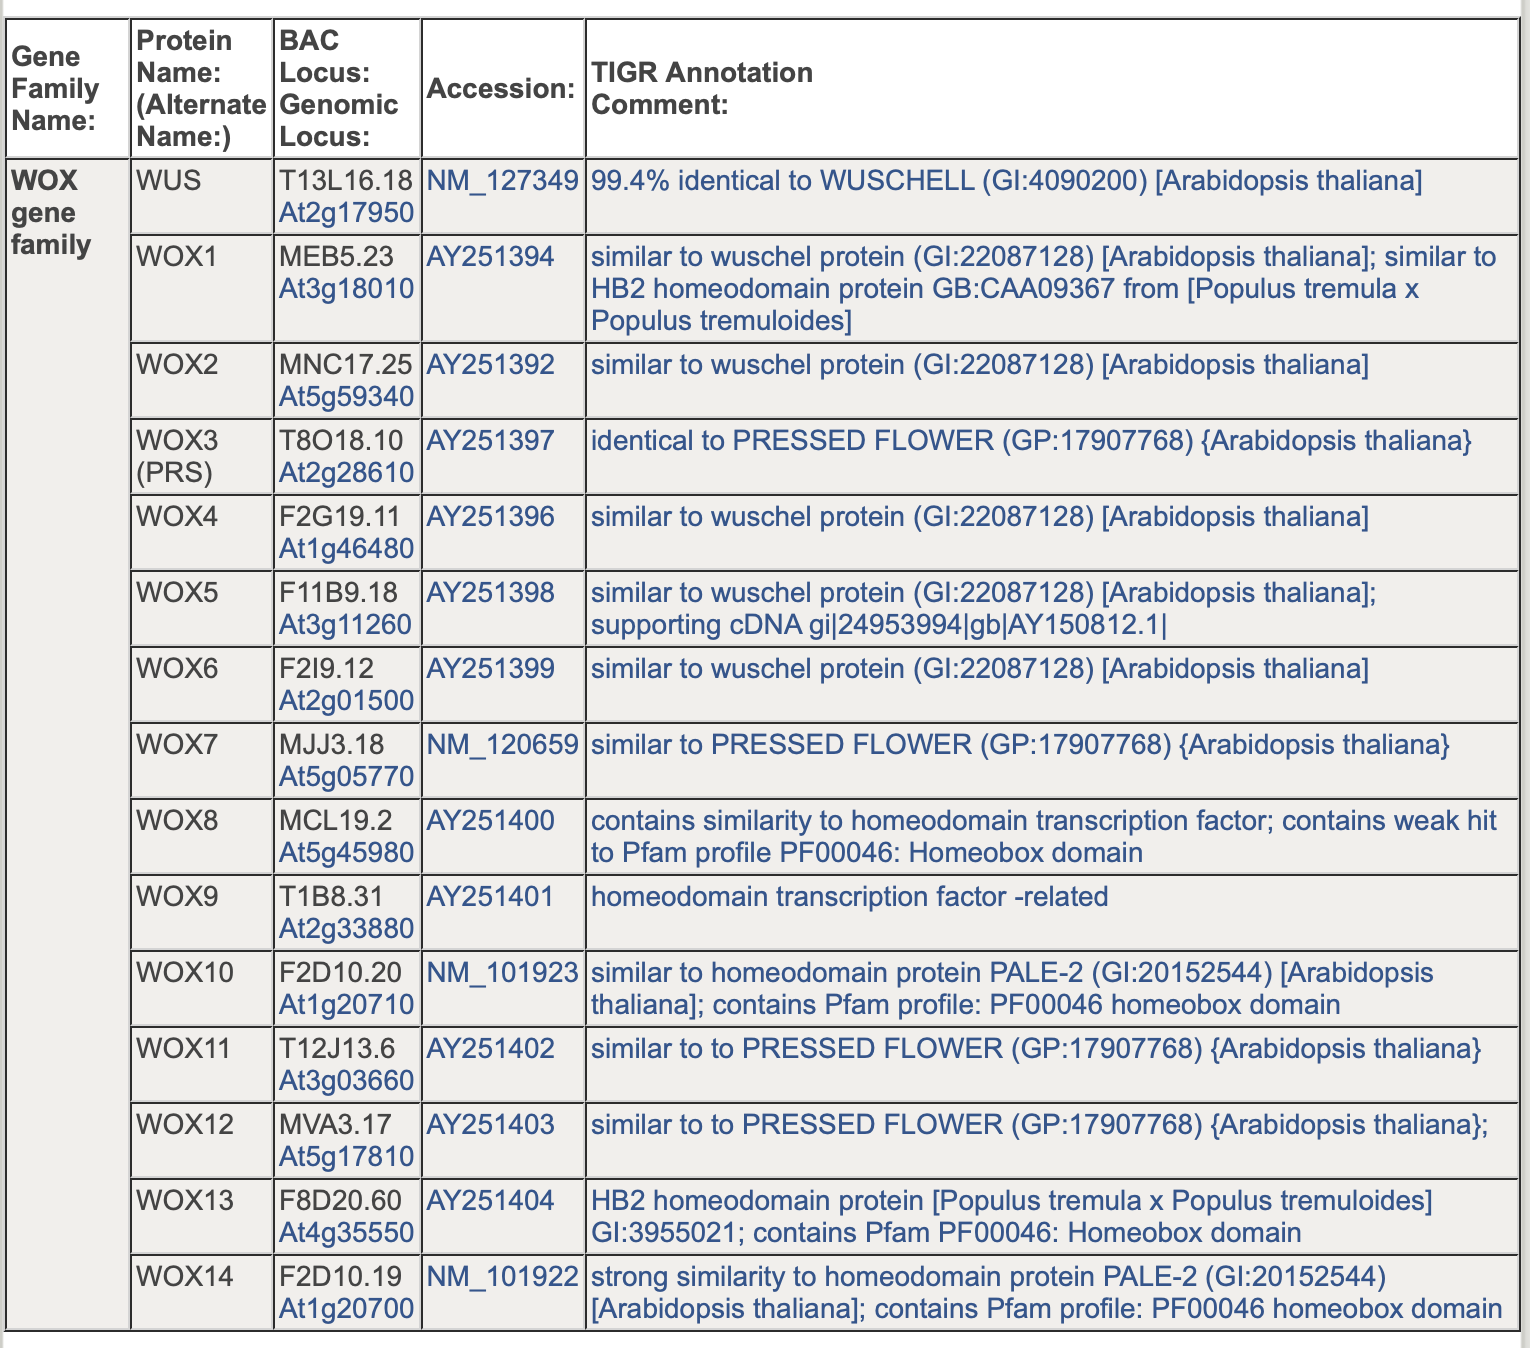 Gene
Family
Name:
Protein
Name:
(Alternate
Name:)
BAC
Locus:
Genomic
Locus:
Accession:
TIGR Annotation
Comment:
WOX
gene
family
WUS
T13L16.18
At2g17950
NM_127349
99.4% identical to WUSCHELL (GI:4090200) [Arabidopsis thaliana]
WOX1
MEB5.23
At3g18010
AY251394
similar to wuschel protein (GI:22087128) [Arabidopsis thaliana]; similar to
HB2 homeodomain protein GB:CAA09367 from [Populus tremula x
Populus tremuloides]
WOX2
MNC17.25
At5g59340
AY251392
similar to wuschel protein (GI:22087128) [Arabidopsis thaliana]
WOX3
(PRS)
T8O18.10
At2g28610
AY251397
identical to PRESSED FLOWER (GP:17907768) {Arabidopsis thaliana}
WOX4
F2G19.11
At1g46480
AY251396
similar to wuschel protein (GI:22087128) [Arabidopsis thaliana]
WOX5
F11B9.18
At3g11260
AY251398
similar to wuschel protein (GI:22087128) [Arabidopsis thaliana];
supporting cDNA gi|24953994|gb|AY150812.1|
WOX6
F2I9.12
At2g01500
AY251399
similar to wuschel protein (GI:22087128) [Arabidopsis thaliana]
WOX7
MJJ3.18
At5g05770
NM_120659
similar to PRESSED FLOWER (GP:17907768) {Arabidopsis thaliana}
WOX8
MCL19.2
At5g45980
AY251400
contains similarity to homeodomain transcription factor; contains weak hit
to Pfam profile PF00046: Homeobox domain
WOX9
T1B8.31
At2g33880
AY251401
homeodomain transcription factor -related
WOX10
F2D10.20
At1g20710
NM_101923
similar to homeodomain protein PALE-2 (GI:20152544) [Arabidopsis
thaliana]; contains Pfam profile: PF00046 homeobox domain
WOX11
T12J13.6
At3g03660
AY251402
similar to to PRESSED FLOWER (GP:17907768) {Arabidopsis thaliana}
WOX12
MVA3.17
At5g17810
AY251403
similar to to PRESSED FLOWER (GP:17907768) {Arabidopsis thaliana};
WOX13
F8D20.60
At4g35550
AY251404
HB2 homeodomain protein [Populus tremula x Populus tremuloides]
GI:3955021; contains Pfam PF00046: Homeobox domain
WOX14
F2D10.19
At1g20700
NM_101922
strong similarity to homeodomain protein PALE-2 (GI:20152544)
[Arabidopsis thaliana]; contains Pfam profile: PF00046 homeobox domain